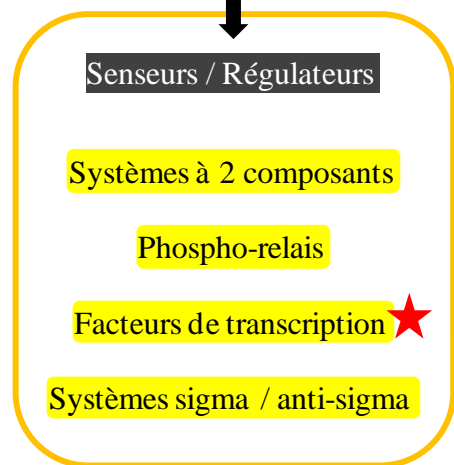 Senseurs / Régulateurs
Systèmes à 2 composants
Phospho-relais
Facteurs de transcription
Systèmes sigma / anti-sigma